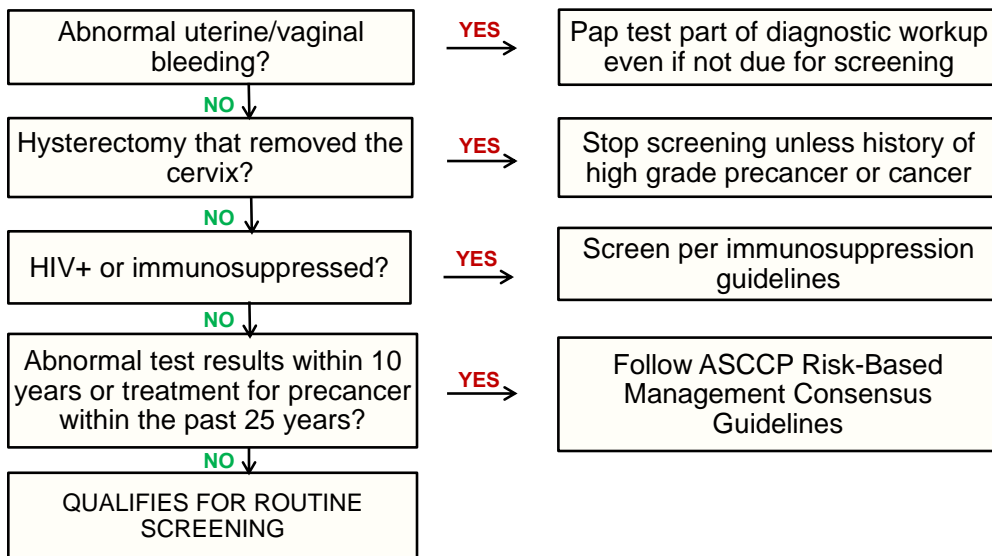 Abnormal uterine/vaginal
bleeding?
YES
Pap test part of diagnostic workup
even if not due for screening
NO
Hysterectomy that removed the
cervix?
YES
Stop screening unless history of
high grade precancer or cancer
NO
HIV+ or immunosuppressed?
YES
Screen per immunosuppression
guidelines
NO
Abnormal test results within 10
years or treatment for precancer
within the past 25 years?
YES
Follow ASCCP Risk-Based
Management Consensus
Guidelines
NO
QUALIFIES FOR ROUTINE
SCREENING